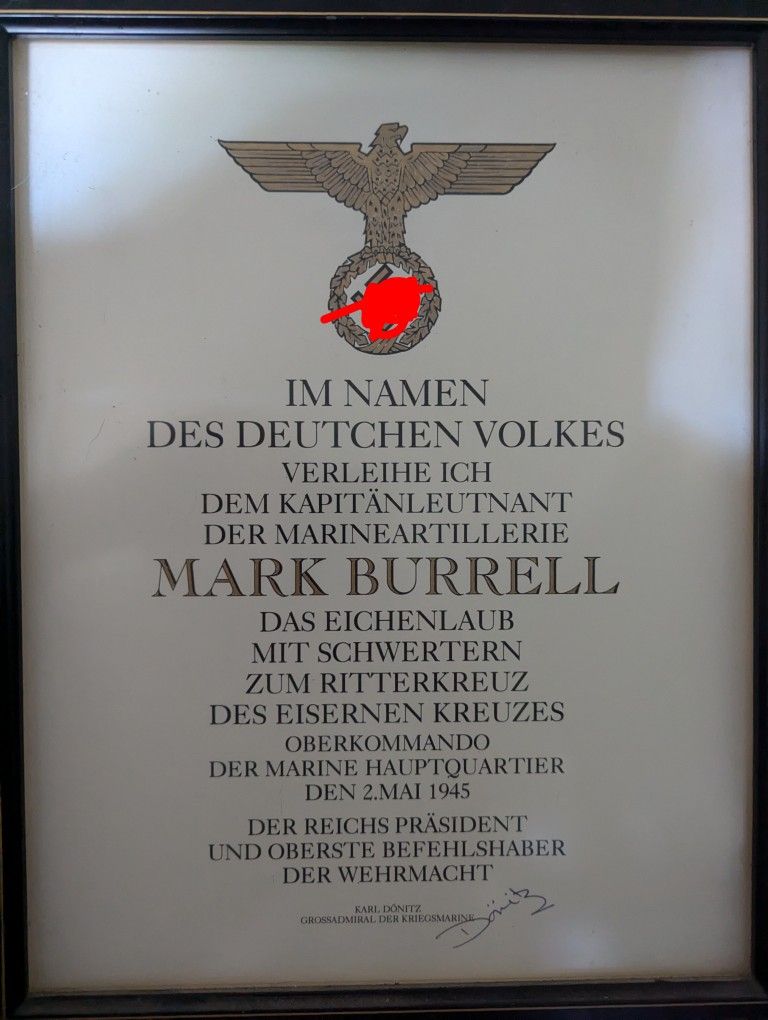 IM NAMEN
DES DEUTCHEN VOLKES
VERLEIHE ICH
DEM KAPITÄNLEUTNANT
DER MARINEARTILLERIE
MARK BURRELL
DAS EICHENLAUB
MIT SCHWERTERN
ZUM RITTERKREUZ
DES EISERNEN KREUZES
OBERKOMMANDO
DER MARINE HAUPTQUARTIER
DEN 2.MAI 1945
DER REICHS PRÄSIDENT
UND OBERSTE BEFEHLSHABER
DER WEHRMACHT
KARL DÖNITZ
GROSSADMIRAL DER KRIEGSMARINE
Dönitz